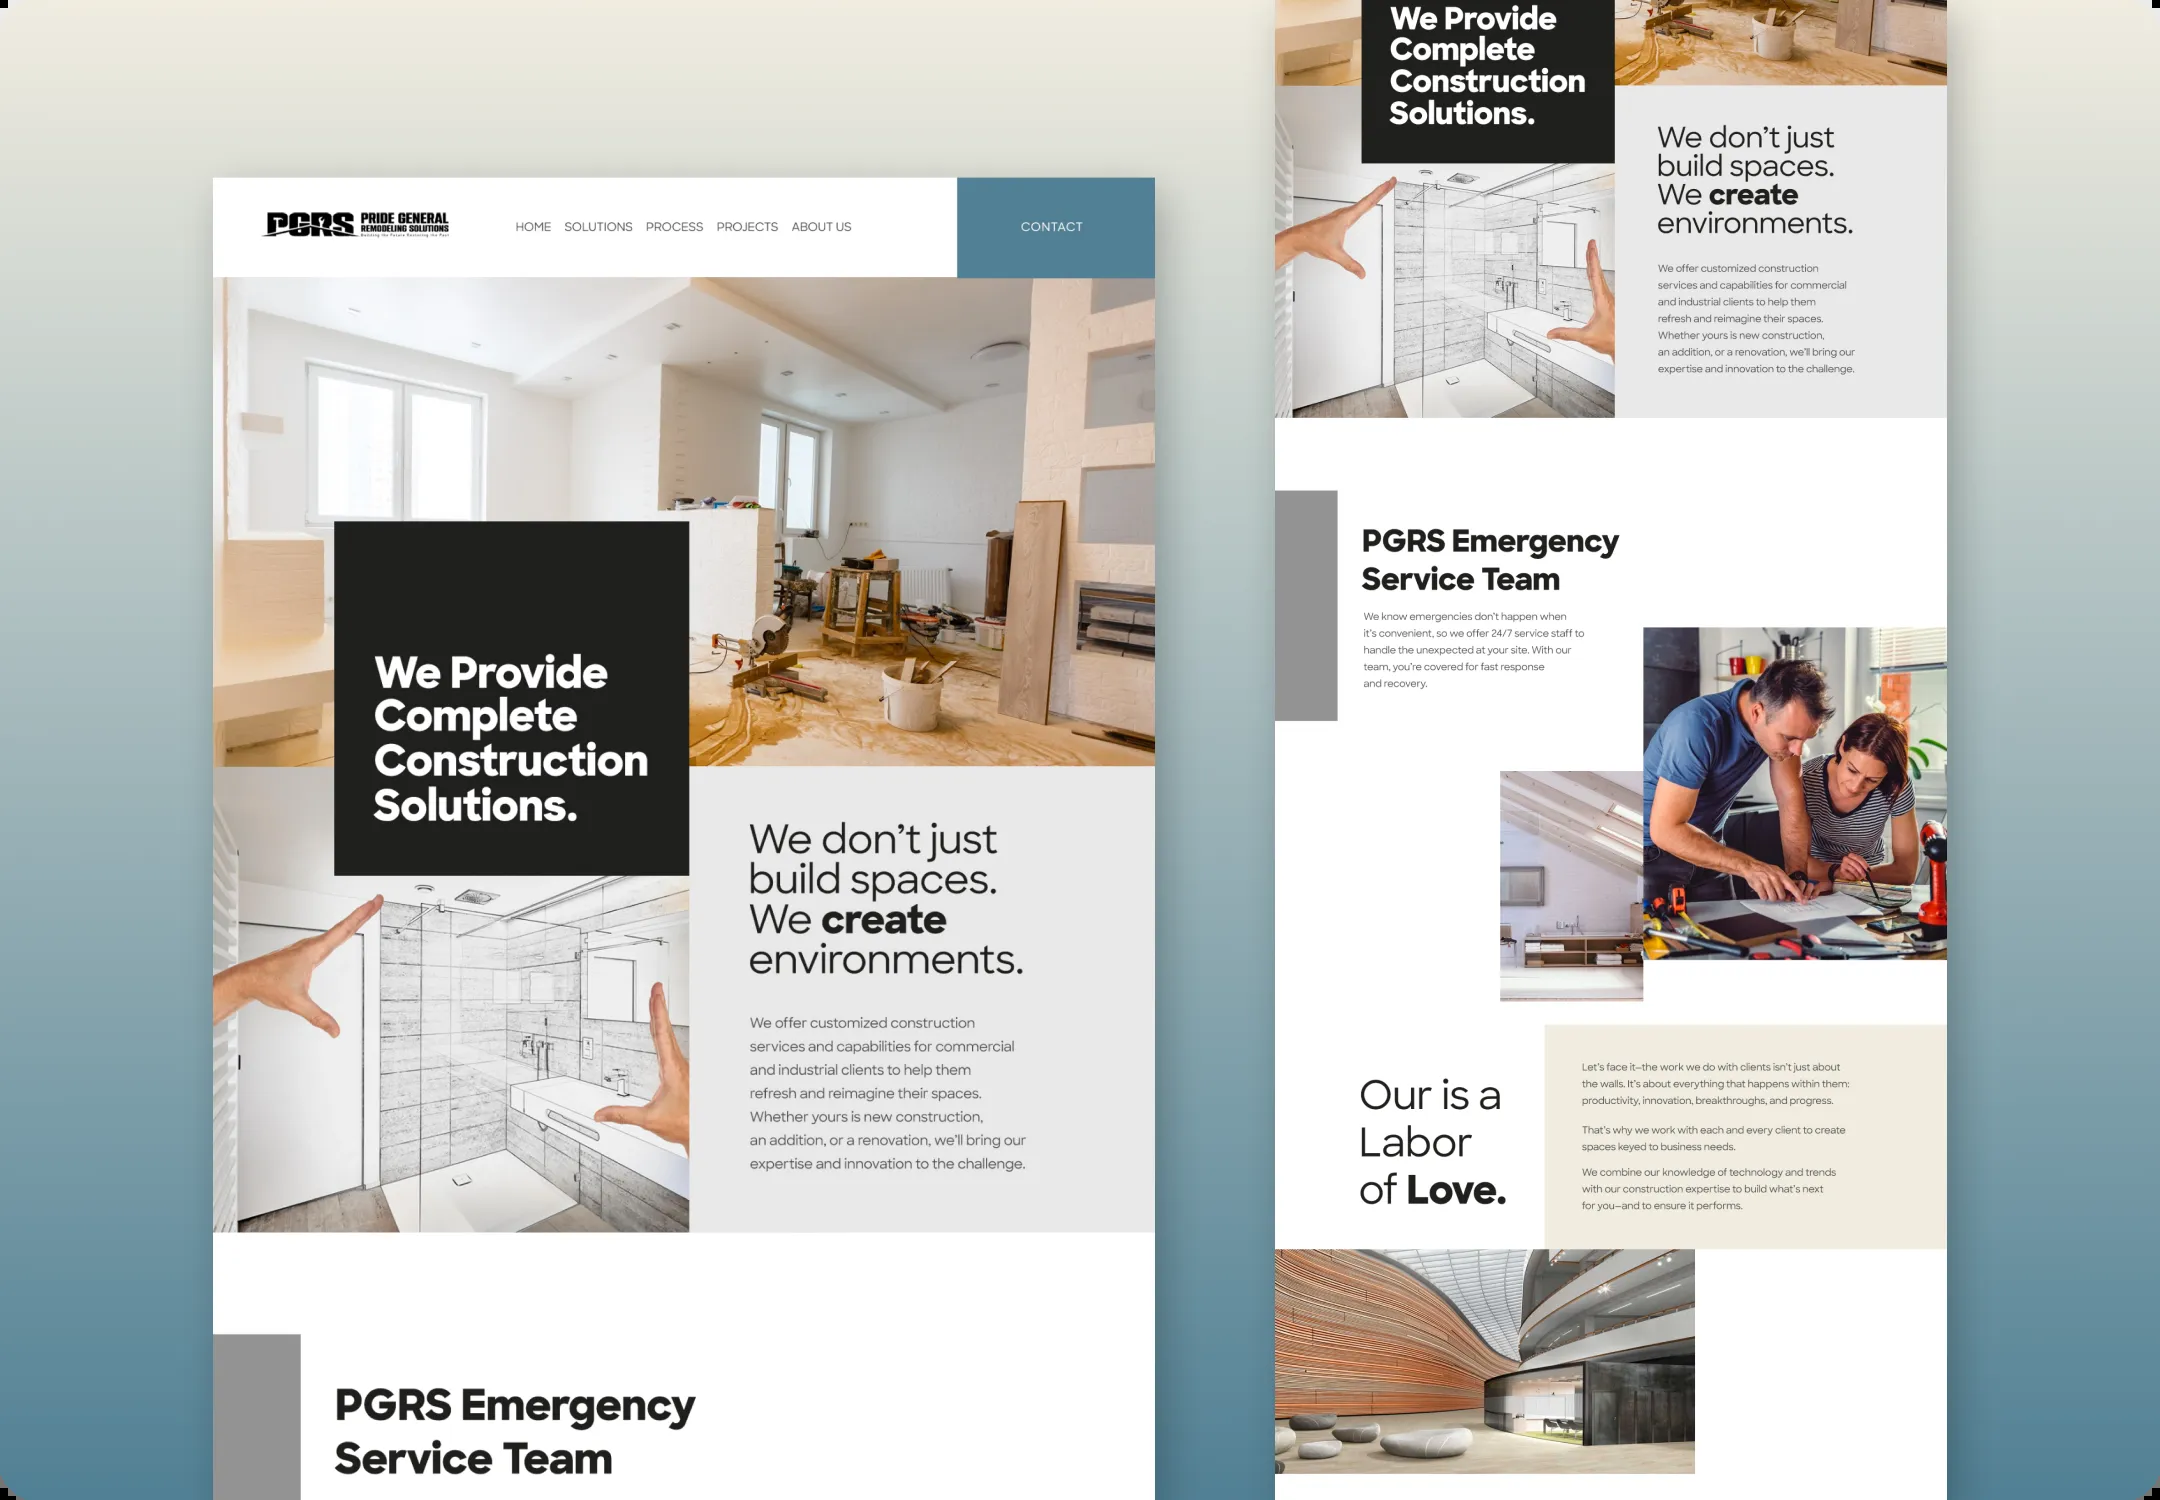 PGRS PRIDE GENERAL
REMODELING SOLUTIONS
Building the Future Restoring the Past
HOME SOLUTIONS PROCESS PROJECTS ABOUT US
CONTACT
We Provide
Complete
Construction
Solutions.
We don't just
build spaces.
We create
environments.
We offer customized construction
services and capabilities for commercial
and industrial clients to help them
refresh and reimagine their spaces.
Whether yours is new construction,
an addition, or a renovation, we'll bring our
expertise and innovation to the challenge.
PGRS Emergency
Service Team
We Provide
Complete
Construction
Solutions.
We don't just
build spaces.
We create
environments.
We offer customized construction
services and capabilities for commercial
and industrial clients to help them
refresh and reimagine their spaces.
Whether yours is new construction,
an addition, or a renovation, we'll bring our
expertise and innovation to the challenge.
PGRS Emergency
Service Team
We know emergencies don't happen when
it's convenient, so we offer 24/7 service staff to
handle the unexpected at your site. With our
team, you're covered for fast response
and recovery.
Our is a
Labor
of Love.
Let's face it—the work we do with clients isn't just about
the walls. It's about everything that happens within them:
productivity, innovation, breakthroughs, and progress.
That's why we work with each and every client to create
spaces keyed to business needs.
We combine our knowledge of technology and trends
with our construction expertise to build what's next
for you—and to ensure it performs.